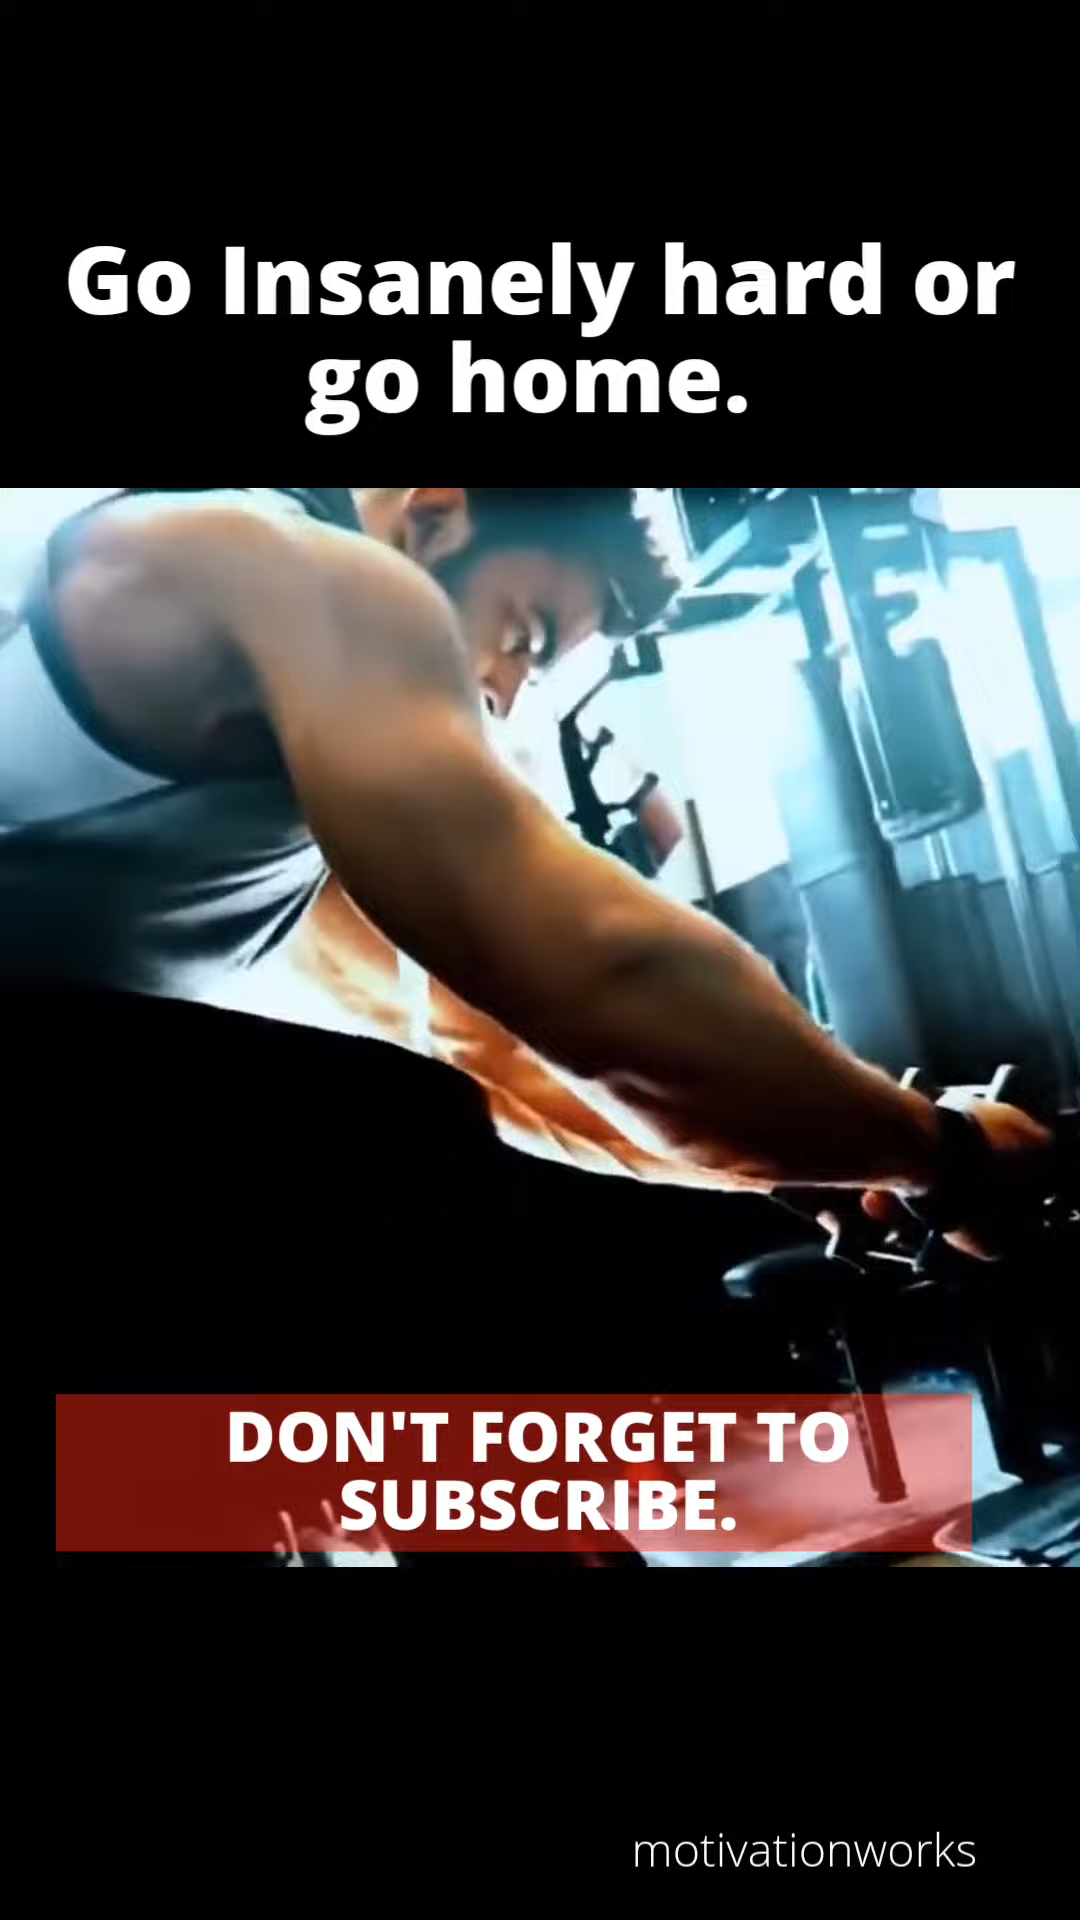 Go Insanely hard or
go home.
DON'T FORGET TO
SUBSCRIBE.
motivationworks